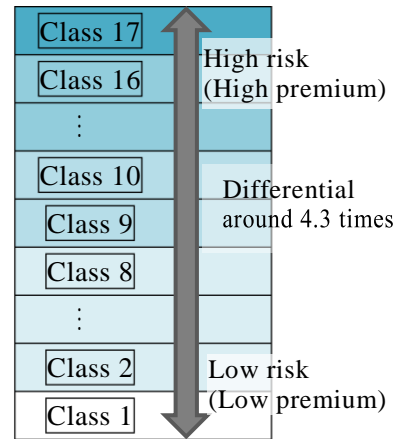 Class 17
High risk
Class 16
(High premium)
⋮
Class 10
Differential
around 4.3 times
Class 9
Class 8
⋮
Class 2
Low risk
(Low premium)
Class 1